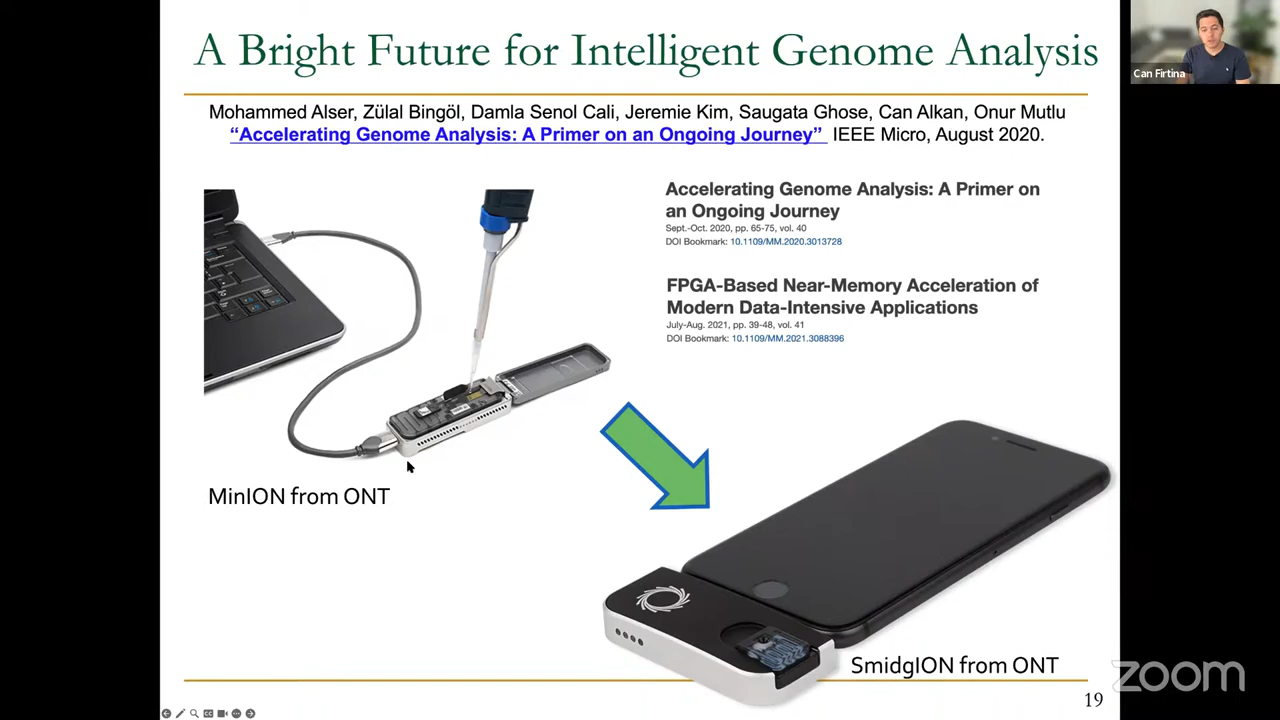 A Bright Future for Intelligent Genome Analysis
Can Firtina
Mohammed Alser, Zülal Bingöl, Damla Senol Cali, Jeremie Kim, Saugata Ghose, Can Alkan, Onur Mutlu
“Accelerating Genome Analysis: A Primer on an Ongoing Journey” IEEE Micro, August 2020.
Accelerating Genome Analysis: A Primer on
an Ongoing Journey
Sept.-Oct. 2020, pp. 65-75, vol. 40
DOI Bookmark: 10.1109/MM.2020.3013728
FPGA-Based Near-Memory Acceleration of
Modern Data-Intensive Applications
July-Aug. 2021, pp. 39-48, vol. 41
DOI Bookmark: 10.1109/MM.2021.3088396
MinION from ONT
SmidgION from ONT
zoom
19